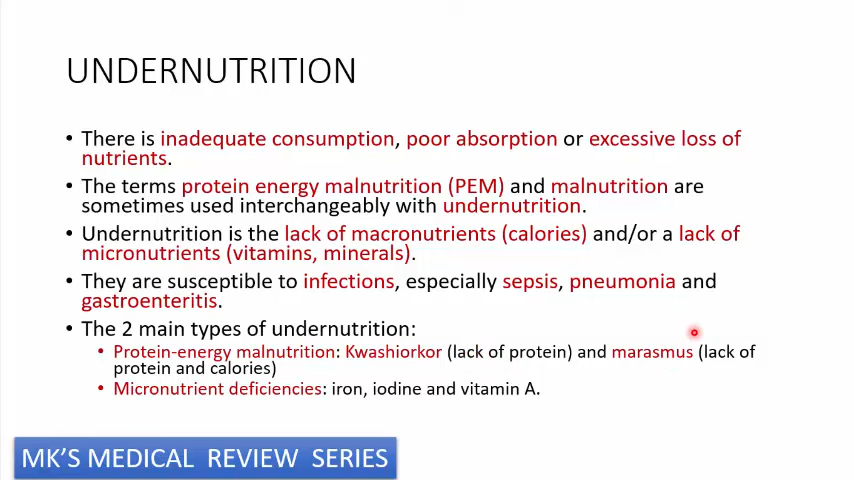 UNDERNUTRITION
• There is inadequate consumption, poor absorption or excessive loss of
nutrients.
• The terms protein energy malnutrition (PEM) and malnutrition are
sometimes used interchangeably with undernutrition.
• Undernutrition is the lack of macronutrients (calories) and/or a lack of
micronutrients (vitamins, minerals).
• They are susceptible to infections, especially sepsis, pneumonia and
gastroenteritis.
• The 2 main types of undernutrition:
• Protein-energy malnutrition: Kwashiorkor (lack of protein) and marasmus (lack of
protein and calories)
• Micronutrient deficiencies: iron, iodine and vitamin A.
MK'S MEDICAL REVIEW SERIES